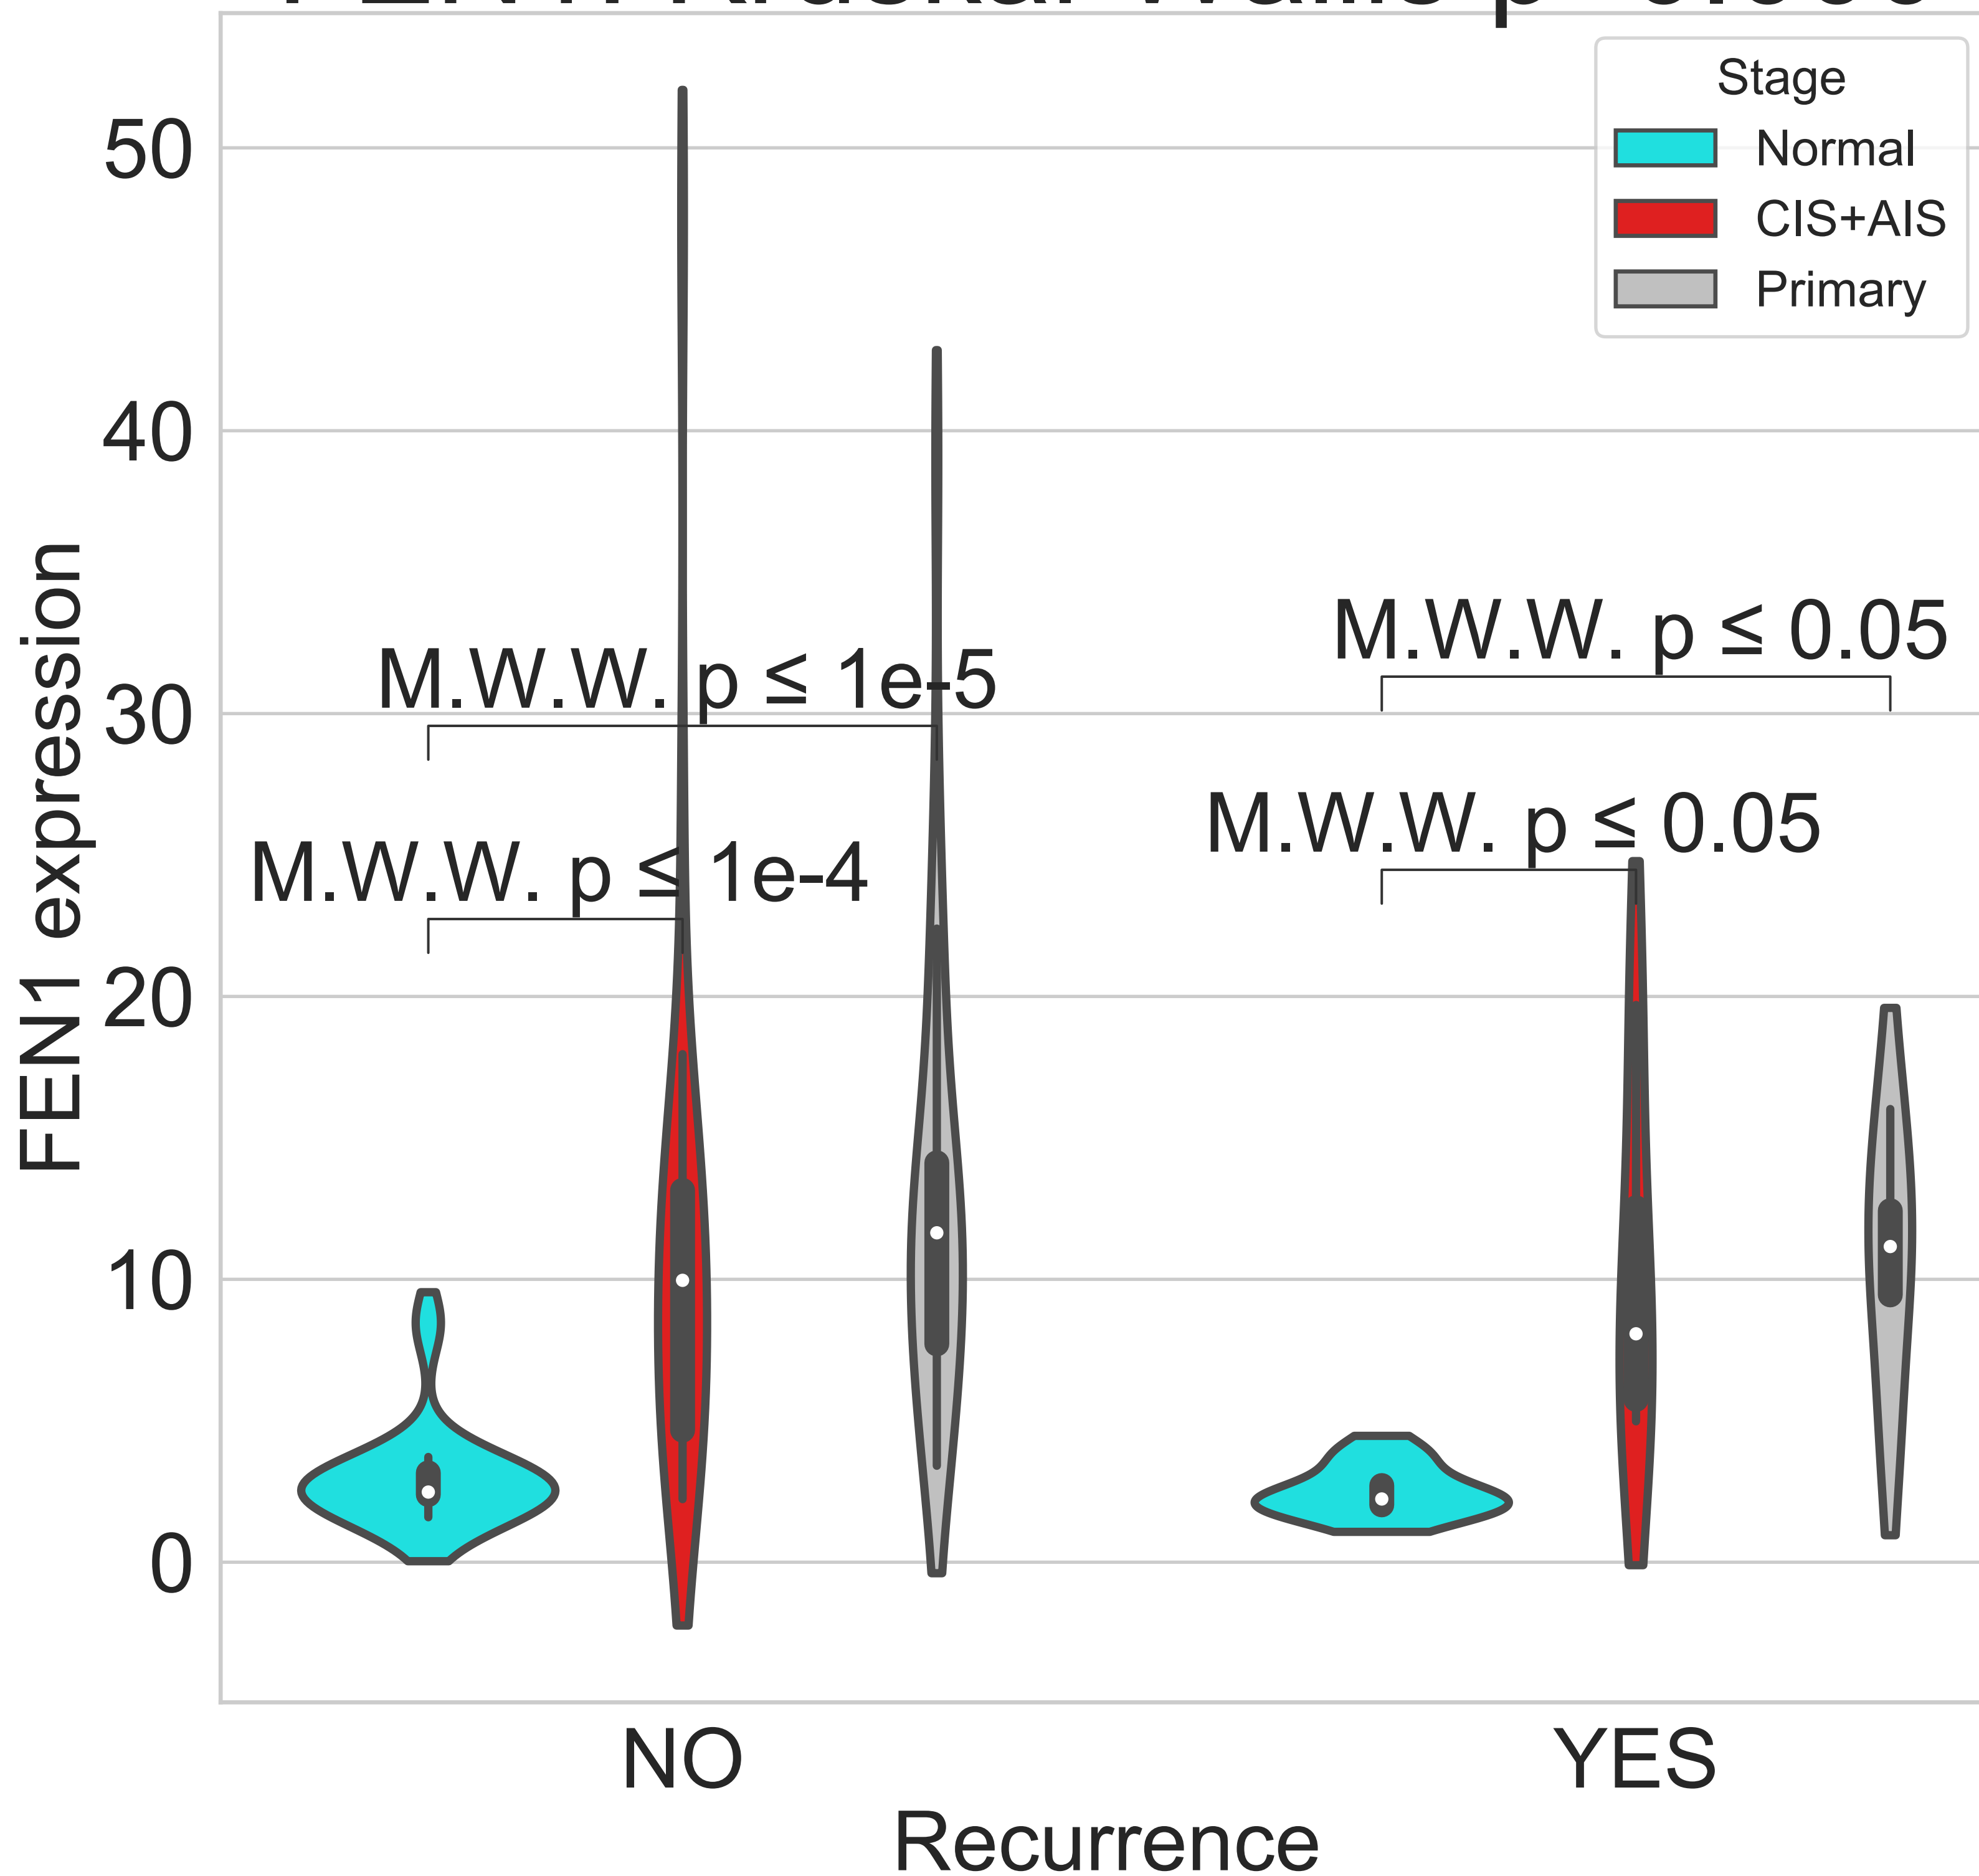 Stage
Normal
CIS+AIS
Primary
50
40
30
20
10
0
FEN1 expression
M.W.W. p ≤ 1e-5
M.W.W. p ≤ 1e-4
M.W.W. p ≤ 0.05
M.W.W. p ≤ 0.05
NO
YES
Recurrence